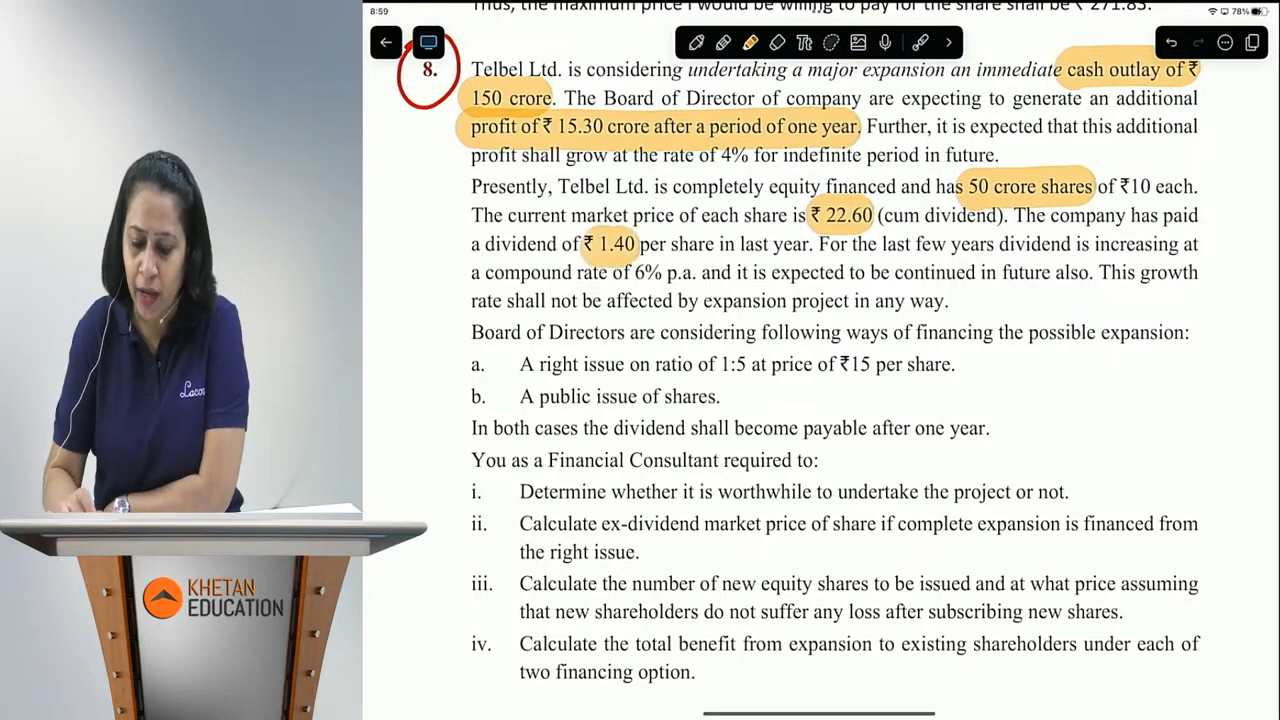 Thus, the maximum price I would be willing to pay for the share shall be ₹ 271.83.
8:59
78%
8. Telbel Ltd. is considering undertaking a major expansion an immediate cash outlay of ₹
150 crore. The Board of Director of company are expecting to generate an additional
profit of ₹ 15.30 crore after a period of one year. Further, it is expected that this additional
profit shall grow at the rate of 4% for indefinite period in future.
Presently, Telbel Ltd. is completely equity financed and has 50 crore shares of ₹10 each.
The current market price of each share is ₹ 22.60 (cum dividend). The company has paid
a dividend of ₹ 1.40 per share in last year. For the last few years dividend is increasing at
a compound rate of 6% p.a. and it is expected to be continued in future also. This growth
rate shall not be affected by expansion project in any way.
Board of Directors are considering following ways of financing the possible expansion:
a. A right issue on ratio of 1:5 at price of ₹15 per share.
b. A public issue of shares.
In both cases the dividend shall become payable after one year.
You as a Financial Consultant required to:
i. Determine whether it is worthwhile to undertake the project or not.
ii. Calculate ex-dividend market price of share if complete expansion is financed from
the right issue.
iii. Calculate the number of new equity shares to be issued and at what price assuming
that new shareholders do not suffer any loss after subscribing new shares.
iv. Calculate the total benefit from expansion to existing shareholders under each of
two financing option.
KHETAN
EDUCATION